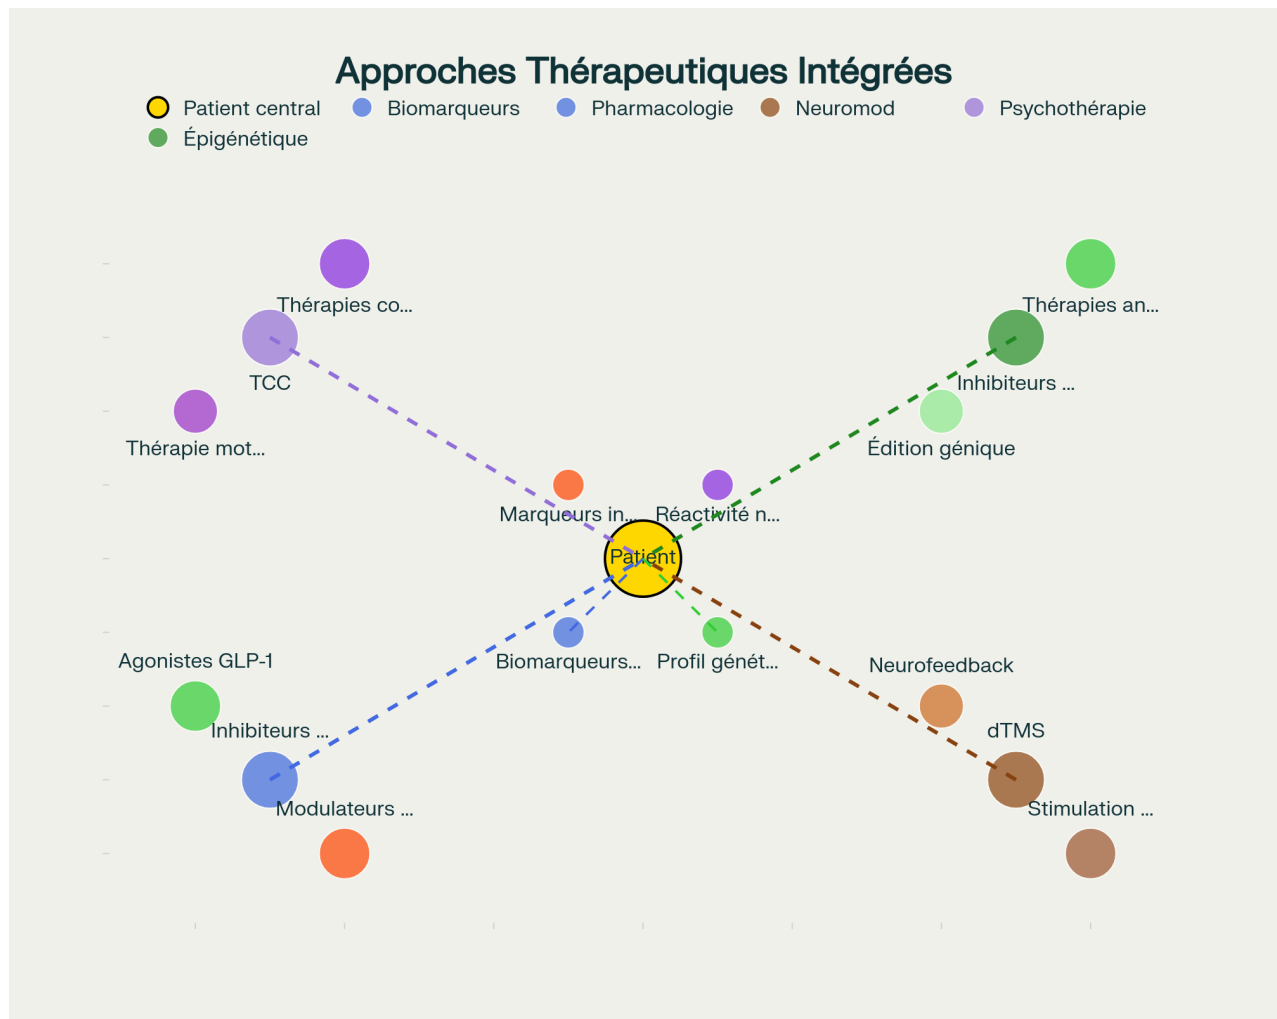 Approches Thérapeutiques Intégrées
Patient central
Biomarqueurs
Pharmacologie
Neuromod
Psychothérapie
Épigénétique
Thérapies co...
Thérapies an...
TCC
Inhibiteurs ...
Thérapie mot...
Édition génique
Marqueurs in...
Réactivité n...
Patient
Biomarqueurs...
Profil génét...
Agonistes GLP-1
Neurofeedback
Inhibiteurs ...
dTMS
Modulateurs ...
Stimulation ...